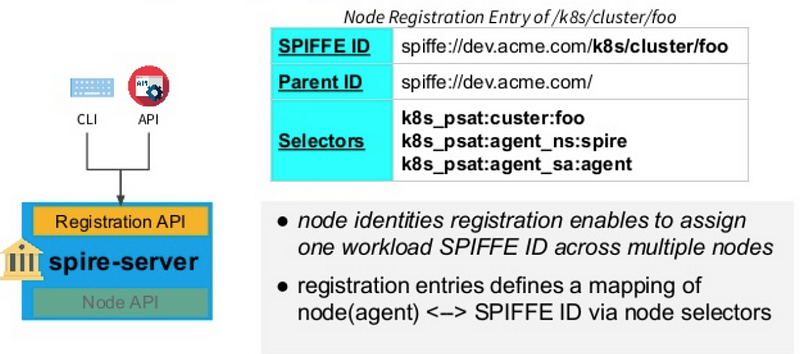 Node Registration Entry of /k8s/cluster/foo
SPIFFE ID spiffe://dev.acme.com/k8s/cluster/foo
Parent ID spiffe://dev.acme.com/
Selectors k8s_psat:custer:foo
k8s_psat:agent_ns:spire
k8s_psat:agent_sa:agent
API
CLI API
Registration API
spire-server
Node API
● node identities registration enables to assign
one workload SPIFFE ID across multiple nodes
● registration entries defines a mapping of
node(agent) <–> SPIFFE ID via node selectors